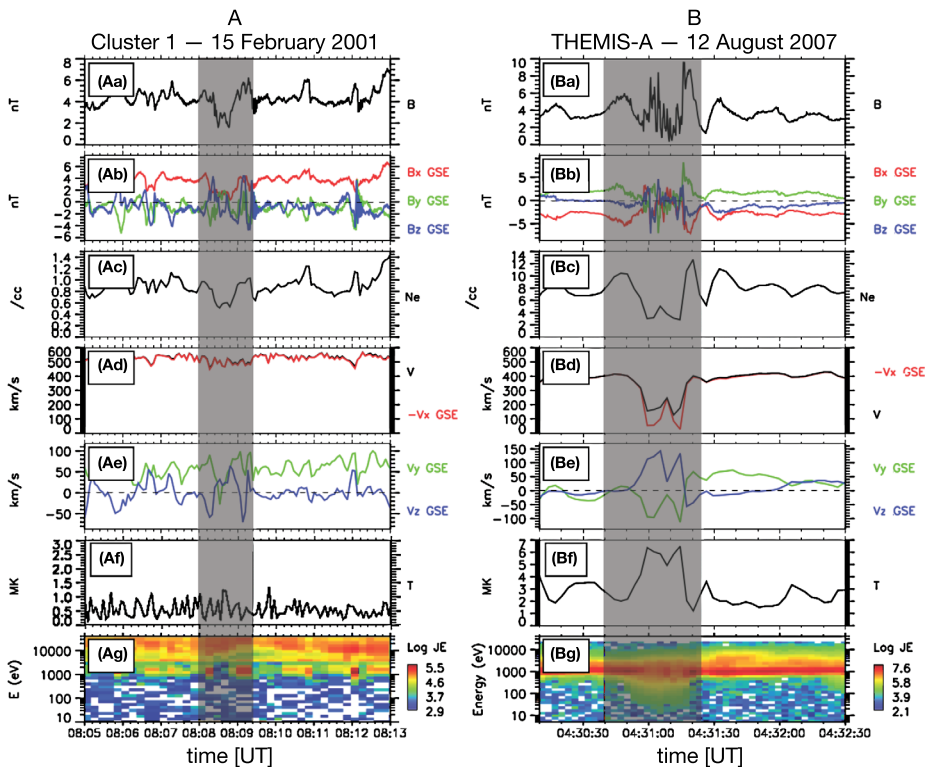 A
Cluster 1 — 15 February 2001
B
THEMIS-A — 12 August 2007
(Aa)
nT
8
6
4
2
0
B
(Ab)
nT
6
4
2
0
−2
−4
−6
Bx GSE
By GSE
Bz GSE
(Ac)
/cc
1.4
1.2
1.0
0.8
0.6
0.4
0.2
0.0
Ne
(Ad)
km/s
600
500
400
300
200
100
0
V
−Vx GSE
(Ae)
km/s
100
50
0
−50
Vy GSE
Vz GSE
(Af)
MK
3.0
2.5
2.0
1.5
1.0
0.5
0.0
T
(Ag)
E (eV)
10000
1000
100
10
Log JE
5.5
4.6
3.7
2.9
08:05 08:06 08:07 08:08 08:09 08:10 08:11 08:12 08:13
time [UT]
(Ba)
nT
10
8
6
4
2
0
B
(Bb)
nT
5
0
−5
Bx GSE
By GSE
Bz GSE
(Bc)
/cc
14
12
10
8
6
4
2
0
Ne
(Bd)
km/s
600
500
400
300
200
100
0
−Vx GSE
V
(Be)
km/s
150
100
50
0
−50
−100
Vy GSE
Vz GSE
(Bf)
MK
7
6
5
4
3
2
1
0
T
(Bg)
Energy (eV)
10000
1000
100
10
Log JE
7.6
5.8
3.9
2.1
04:30:30 04:31:00 04:31:30 04:32:00 04:32:30
time [UT]